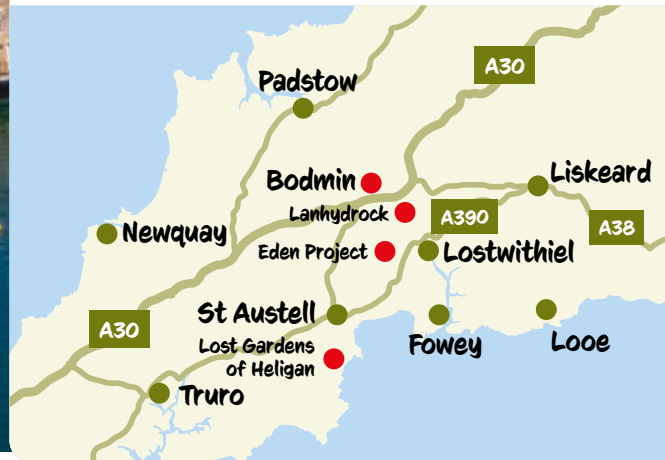 A30
Padstow
Bodmin
Liskeard
Lanhydrock
A390
A38
Newquay
Eden Project
Lostwithiel
St Austell
A30
Lost Gardens
of Heligan
Fowey
Looe
Truro